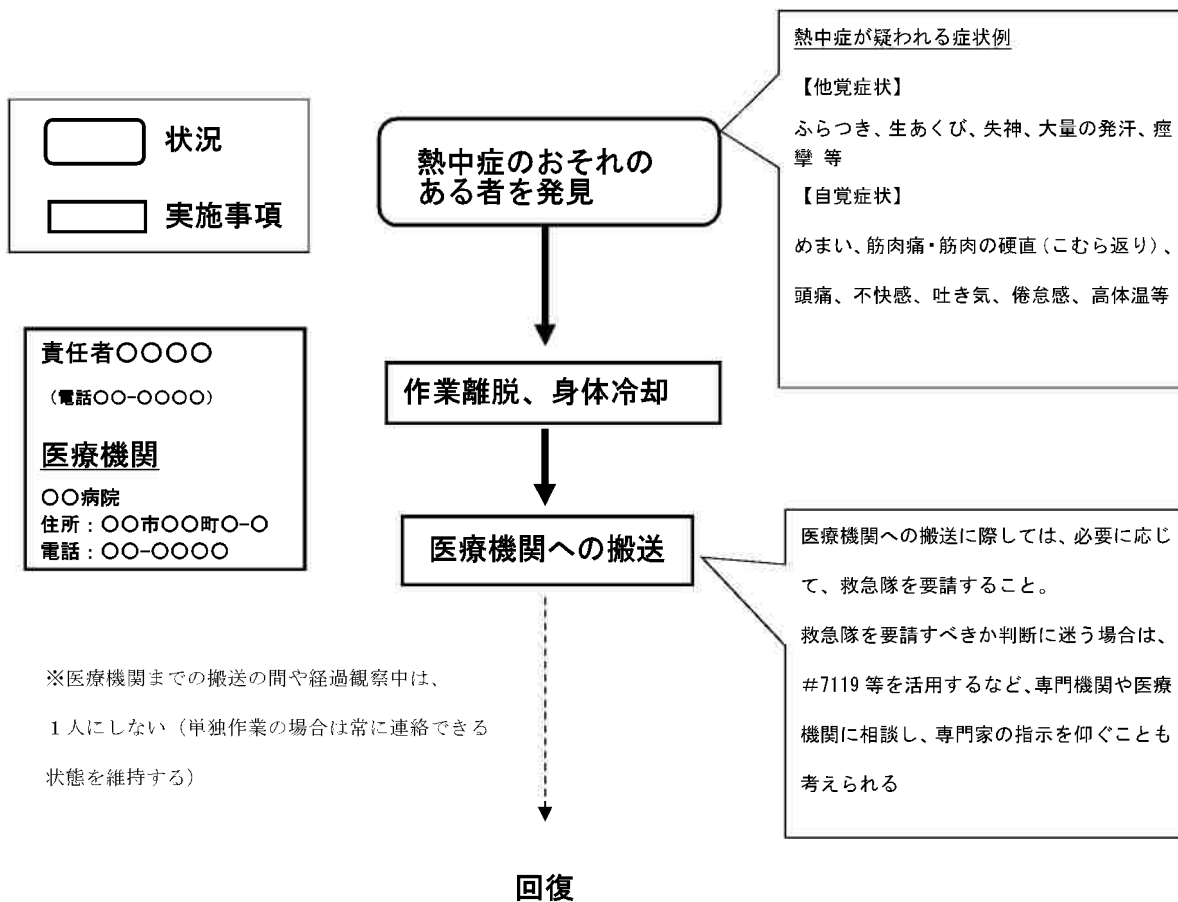 状況
実施事項
責任者〇〇〇〇
（電話〇〇-〇〇〇〇）
医療機関
〇〇病院
住所：〇〇市〇〇町〇-〇
電話：〇〇-〇〇〇〇
熱中症のおそれの
ある者を発見
熱中症が疑われる症状例
【他覚症状】
ふらつき、生あくび、失神、大量の発汗、痙
攣 等
【自覚症状】
めまい、筋肉痛・筋肉の硬直（こむら返り）、
頭痛、不快感、吐き気、倦怠感、高体温等
作業離脱、身体冷却
医療機関への搬送
医療機関への搬送に際しては、必要に応じ
て、救急隊を要請すること。
救急隊を要請すべきか判断に迷う場合は、
＃7119 等を活用するなど、専門機関や医療
機関に相談し、専門家の指示を仰ぐことも
考えられる
※医療機関までの搬送の間や経過観察中は、
１人にしない（単独作業の場合は常に連絡できる
状態を維持する）
回復